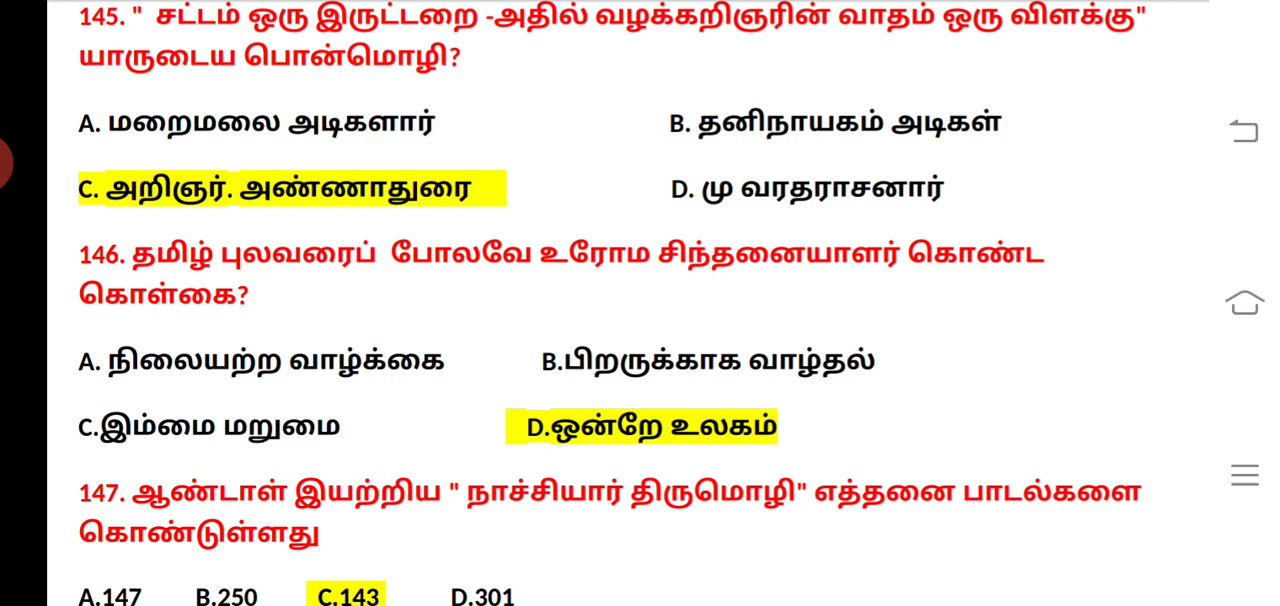 145. " சட்டம் ஒரு இருட்டறை -அதில் வழக்கறிஞரின் வாதம் ஒரு விளக்கு"
யாருடைய பொன்மொழி?
A. மறைமலை அடிகளார் B. தனிநாயகம் அடிகள்
C. அறிஞர். அண்ணாதுரை D. மு வரதராசனார்
146. தமிழ் புலவரைப் போலவே உரோம சிந்தனையாளர் கொண்ட
கொள்கை?
A. நிலையற்ற வாழ்க்கை B.பிறருக்காக வாழ்தல்
C.இம்மை மறுமை D.ஒன்றே உலகம்
147. ஆண்டாள் இயற்றிய " நாச்சியார் திருமொழி" எத்தனை பாடல்களை
கொண்டுள்ளது
A.147 B.250 C.143 D.301